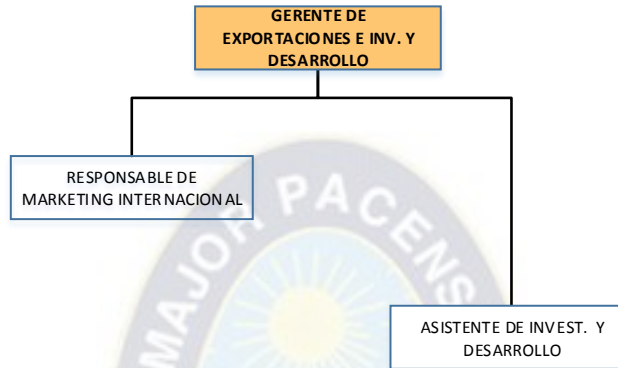 GERENTE DE
EXPORTACIONES E INV. Y
DESARROLLO
RESPONSABLE DE
MARKETING INTERNACIONAL
MAJOR PACENS
ASISTENTE DE INVEST. Y
DESARROLLO